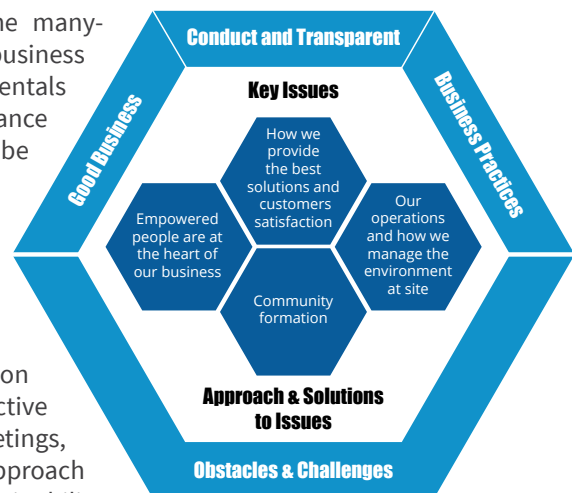 ne many-
business
entals
ance
be
on
ctive
etings,
pproach
Good Business
Conduct and Transparent
Business Practices
Key Issues
How we
provide
the best
solutions and
customers
satisfaction
Empowered
people are at
the heart of
our business
Our
operations
and how we
manage the
environment
at site
Community
formation
Approach & Solutions
to Issues
Obstacles & Challenges